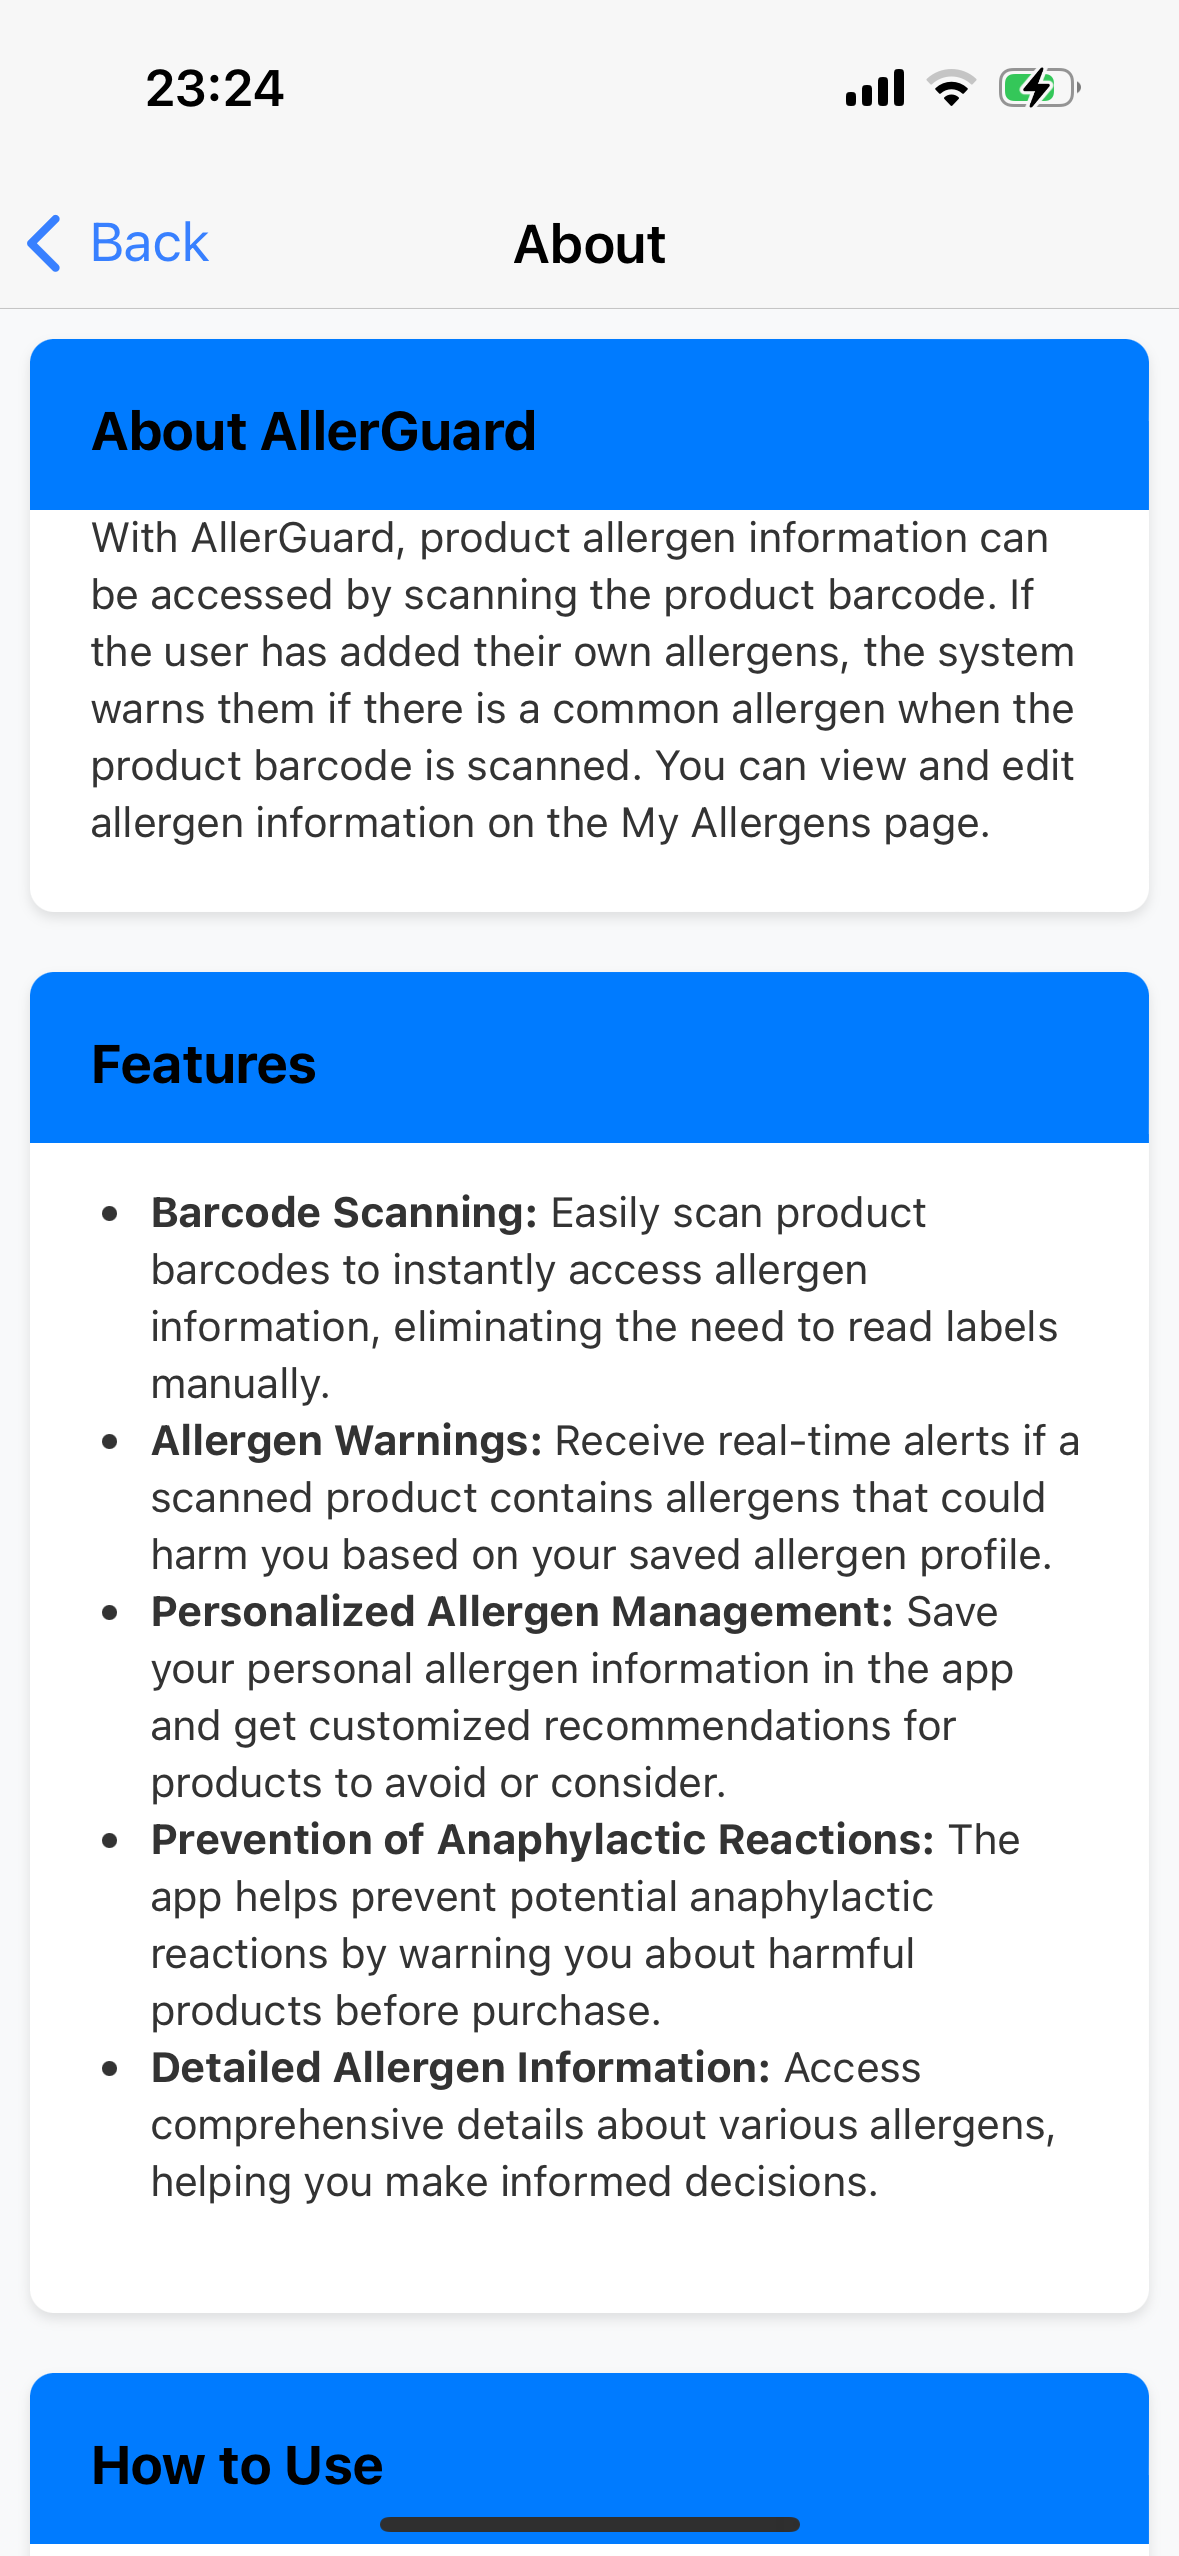 23:24
Back
About
About AllerGuard
With AllerGuard, product allergen information can
be accessed by scanning the product barcode. If
the user has added their own allergens, the system
warns them if there is a common allergen when the
product barcode is scanned. You can view and edit
allergen information on the My Allergens page.
Features
• Barcode Scanning: Easily scan product
barcodes to instantly access allergen
information, eliminating the need to read labels
manually.
• Allergen Warnings: Receive real-time alerts if a
scanned product contains allergens that could
harm you based on your saved allergen profile.
• Personalized Allergen Management: Save
your personal allergen information in the app
and get customized recommendations for
products to avoid or consider.
• Prevention of Anaphylactic Reactions: The
app helps prevent potential anaphylactic
reactions by warning you about harmful
products before purchase.
• Detailed Allergen Information: Access
comprehensive details about various allergens,
helping you make informed decisions.
How to Use